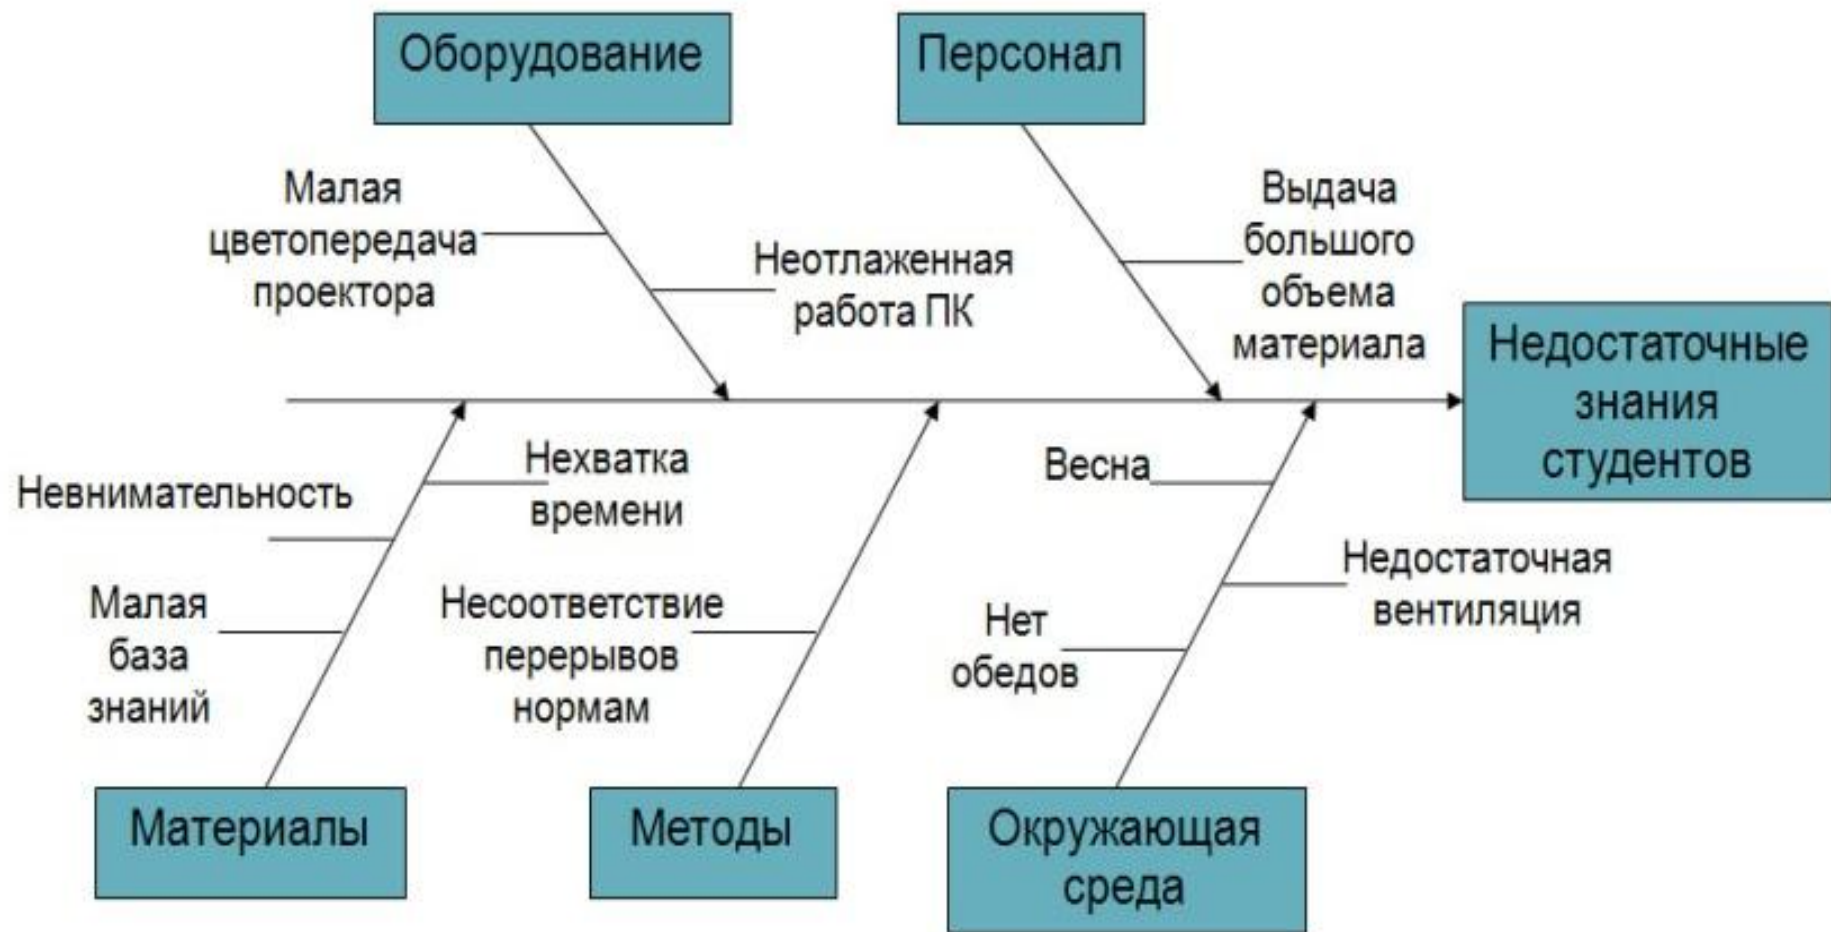 Оборудование
Персонал
Малая
цветопередача
проектора
Неотлаженная
работа ПК
Выдача
большого
объема
материала
Недостаточные
знания
студентов
Невнимательность
Нехватка
времени
Малая
база
знаний
Несоответствие
перерывов
нормам
Весна
Нет
обедов
Недостаточная
вентиляция
Материалы
Методы
Окружающая
среда